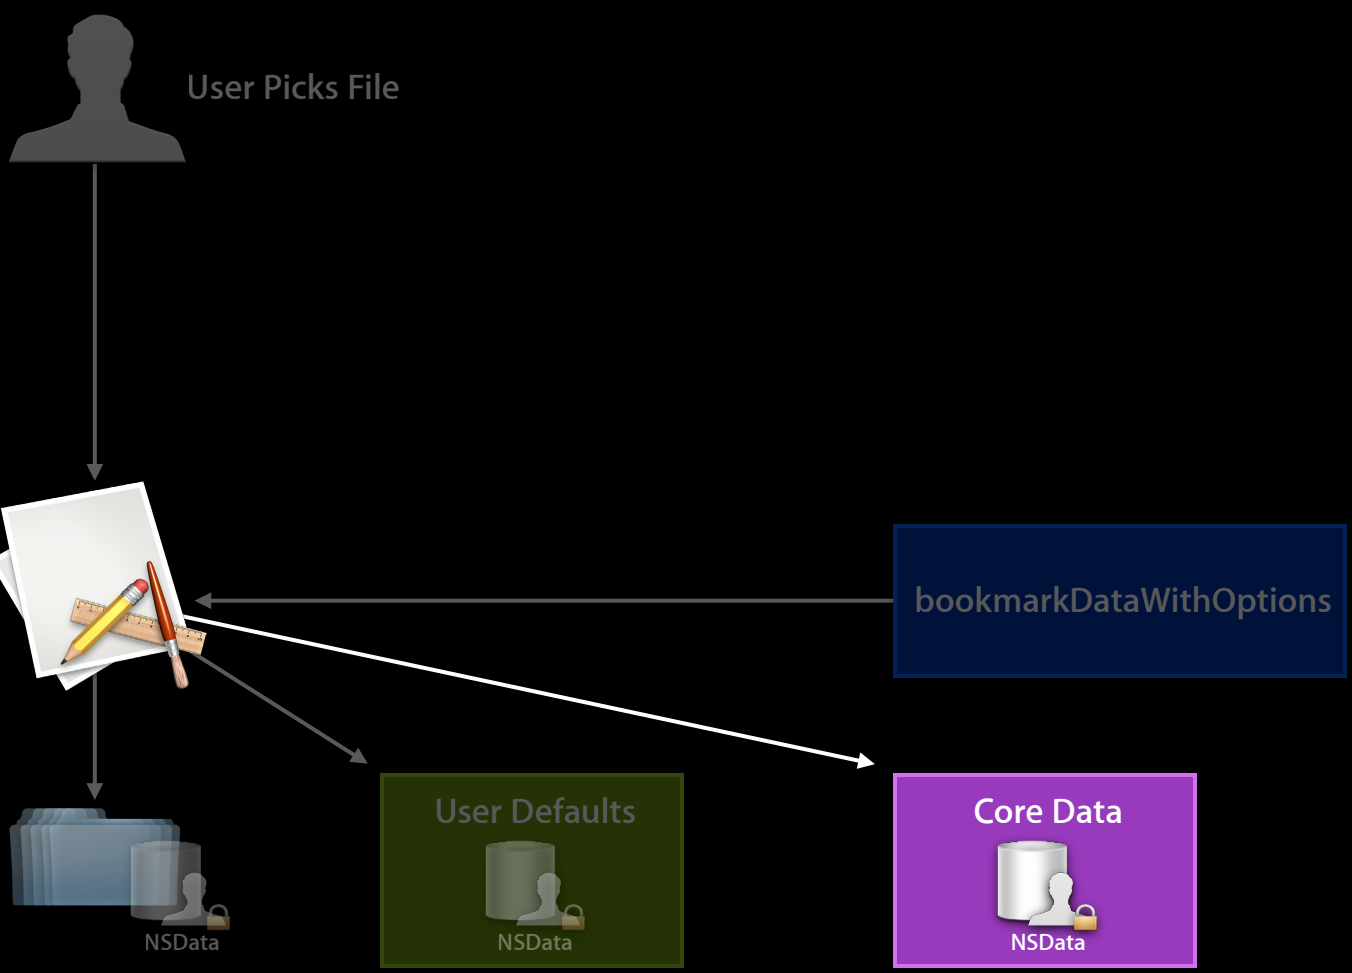 User Picks File
bookmarkDataWithOptions
User Defaults
Core Data
NSData
NSData
NSData